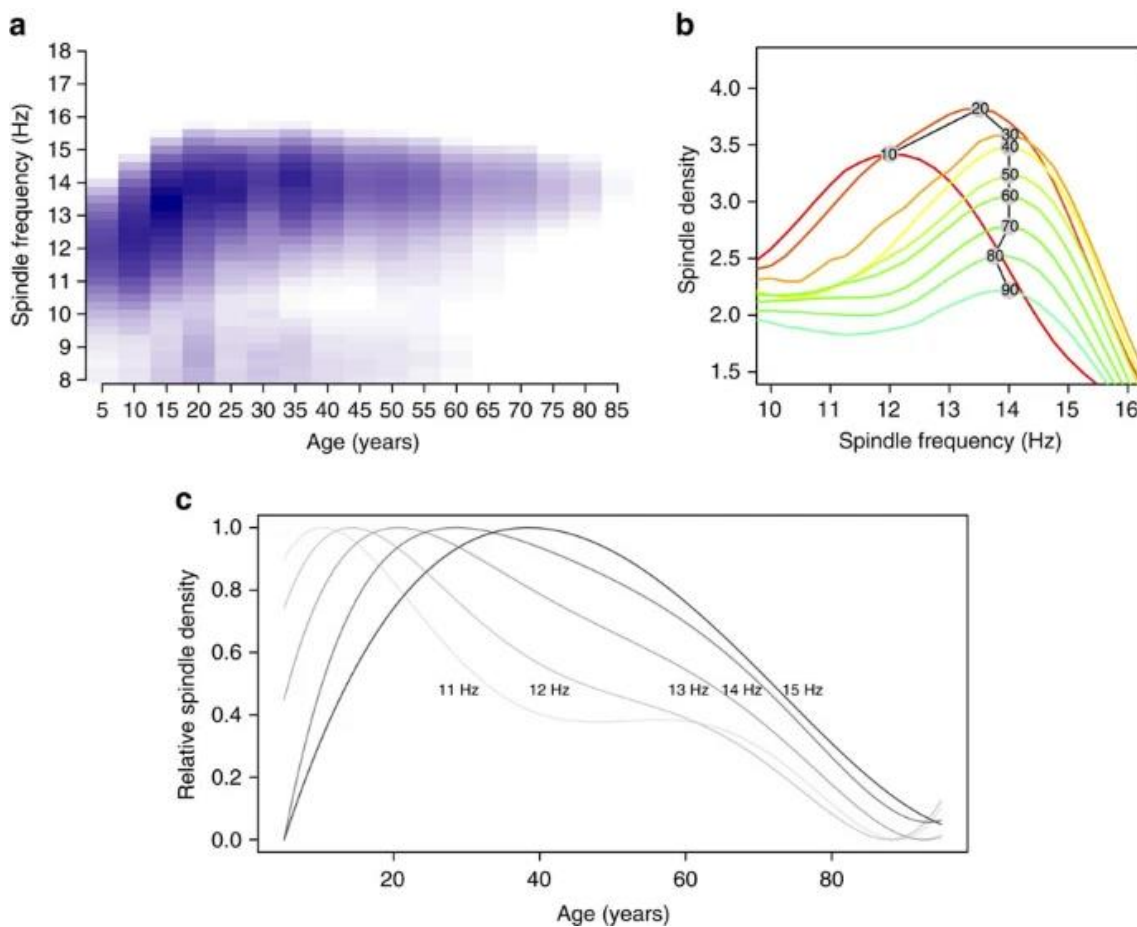 a
18
17
16
15
14
13
12
11
10
9
8
Spindle frequency (Hz)
5 10 15 20 25 30 35 40 45 50 55 60 65 70 75 80 85
Age (years)
b
4.0
3.5
3.0
2.5
2.0
1.5
Spindle density
20
30
40
10
50
60
70
80
90
10 11 12 13 14 15 16
Spindle frequency (Hz)
c
1.0
0.8
0.6
0.4
0.2
0.0
Relative spindle density
11 Hz 12 Hz 13 Hz 14 Hz 15 Hz
20 40 60 80
Age (years)